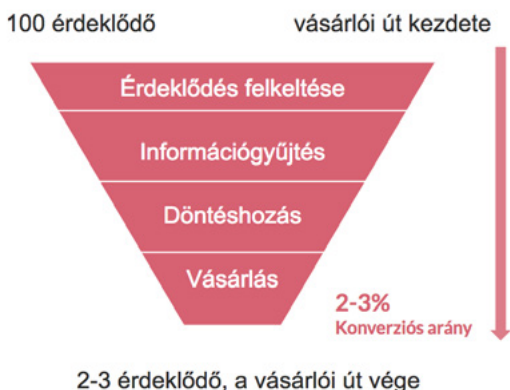 100 érdeklődő
vásárlói út kezdete
Érdeklődés felkeltése
Információgyűjtés
Döntéshozás
Vásárlás
2-3%
Konverziós arány
2-3 érdeklődő, a vásárlói út vége